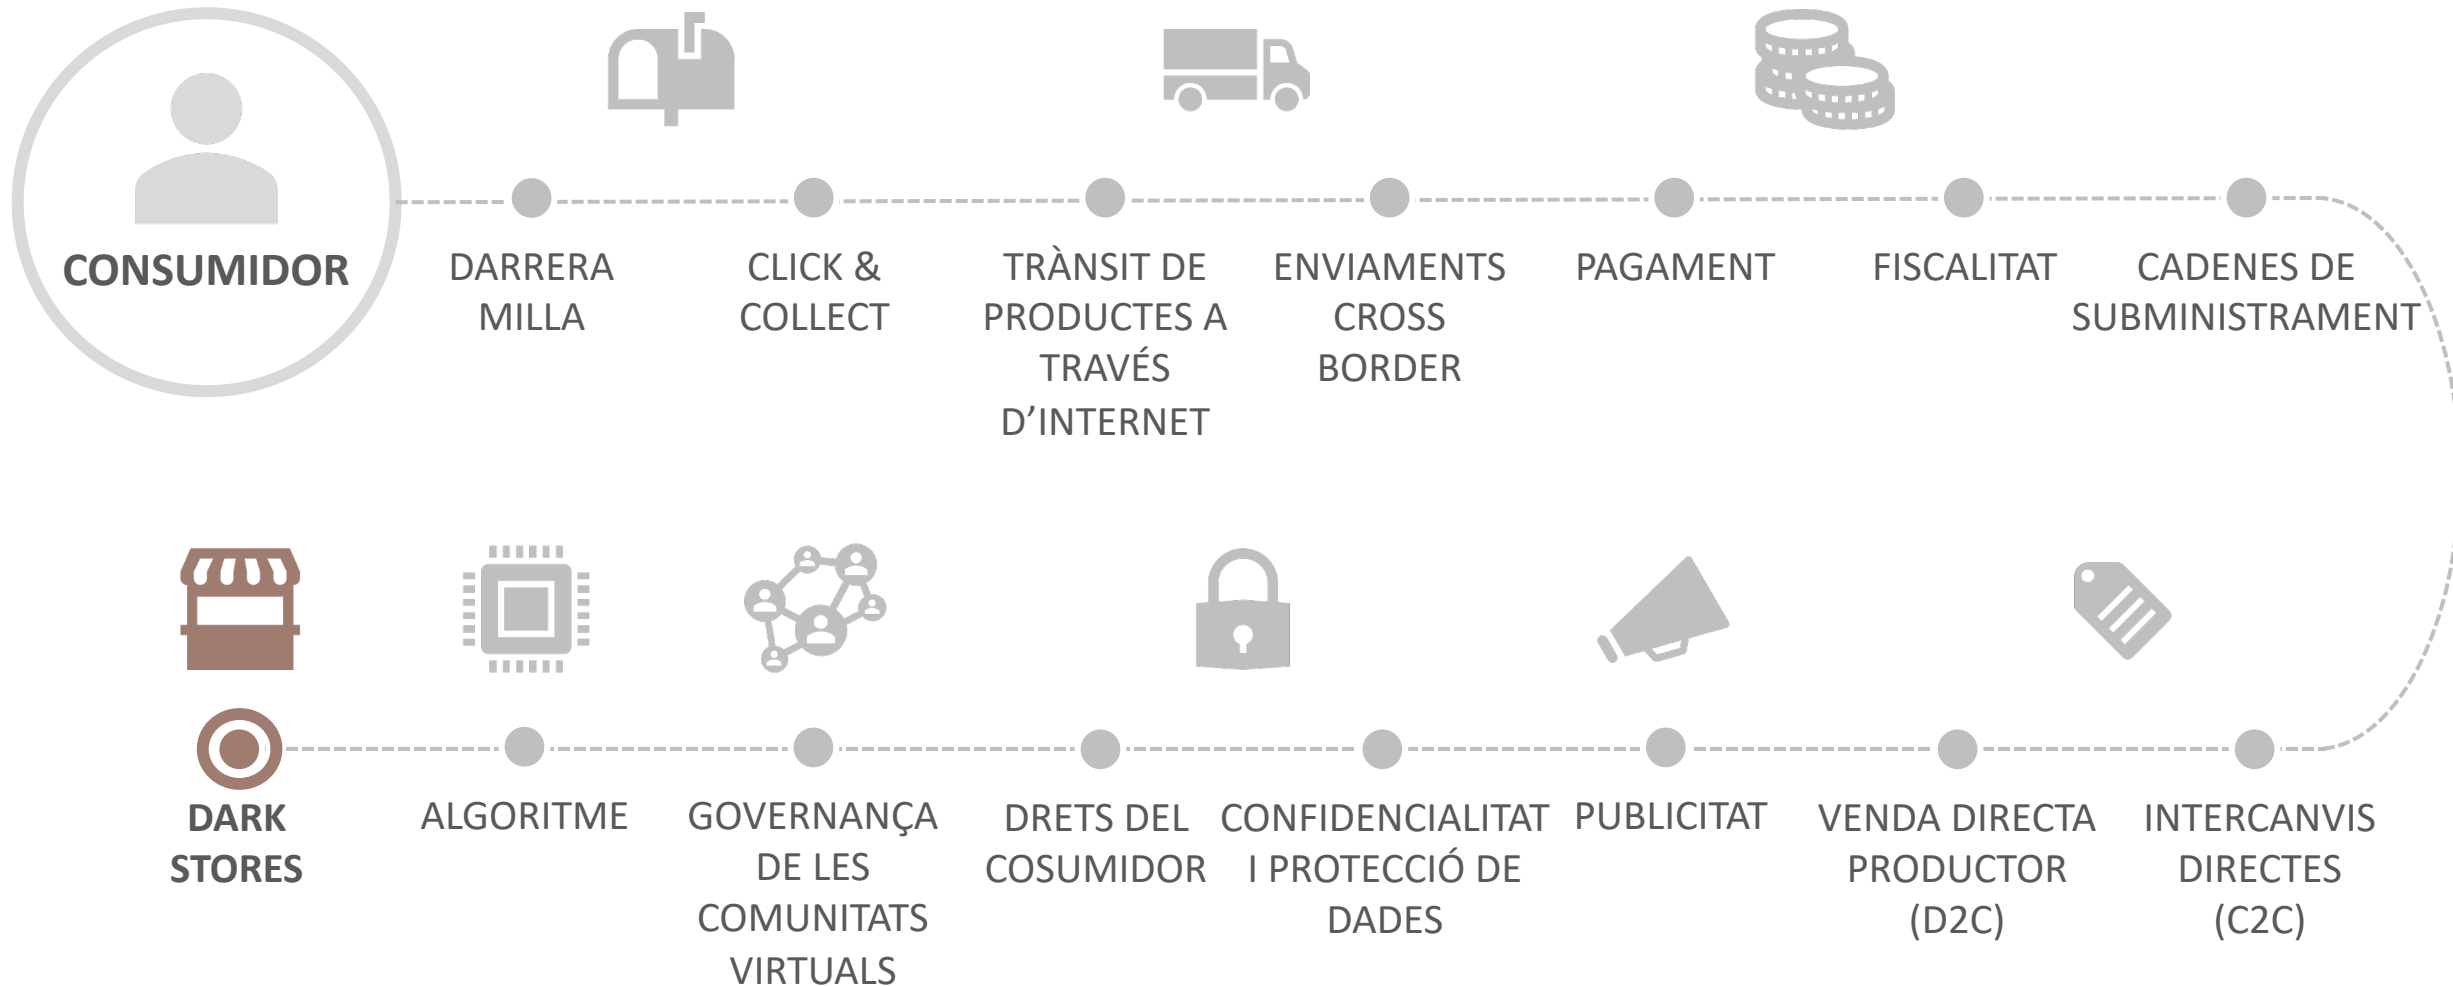 CONSUMIDOR
DARRERA
MILLA
CLICK &
COLLECT
TRÀNSIT DE
PRODUCTES A
TRAVÉS
D’INTERNET
ENVIAMENTS
CROSS
BORDER
PAGAMENT
FISCALITAT
CADENES DE
SUBMINISTRAMENT
DARK
STORES
ALGORITME
GOVERNANÇA
DE LES
COMUNITATS
VIRTUALS
DRETS DEL
COSUMIDOR
CONFIDENCIALITAT
I PROTECCIÓ DE
DADES
PUBLICITAT
VENDA DIRECTA
PRODUCTOR
(D2C)
INTERCANVIS
DIRECTES
(C2C)